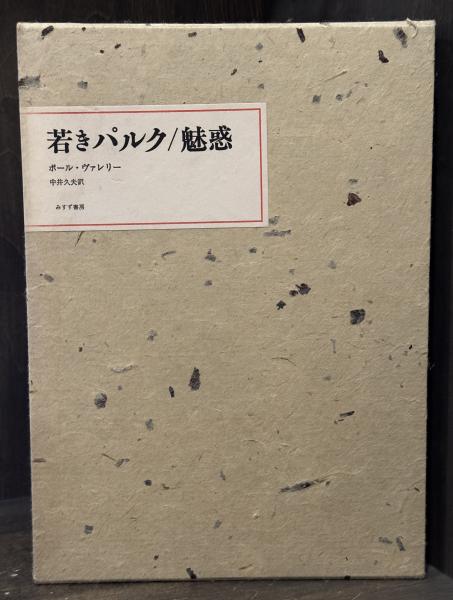 若きパルク/魅惑
ポール・ヴァレリー
中井久夫訳
みすず書房